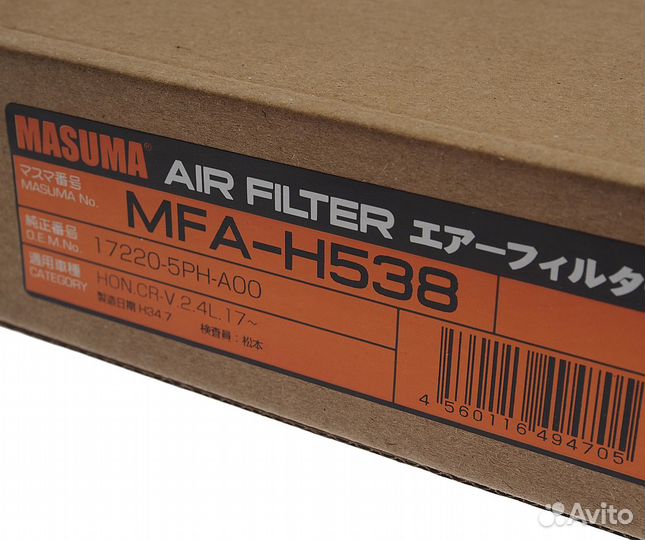 MASUMA® AIR FILTER エアーフィルタ
マスマ番号
MASUMA No.
MFA-H538
純正番号
O.E.M.No.
17220-5PH-A00
適用車種
CATEGORY
HON.CR-V.2.4L.17~
製造日期 H34.7 検査員：松本
4 560116 494705
Avito